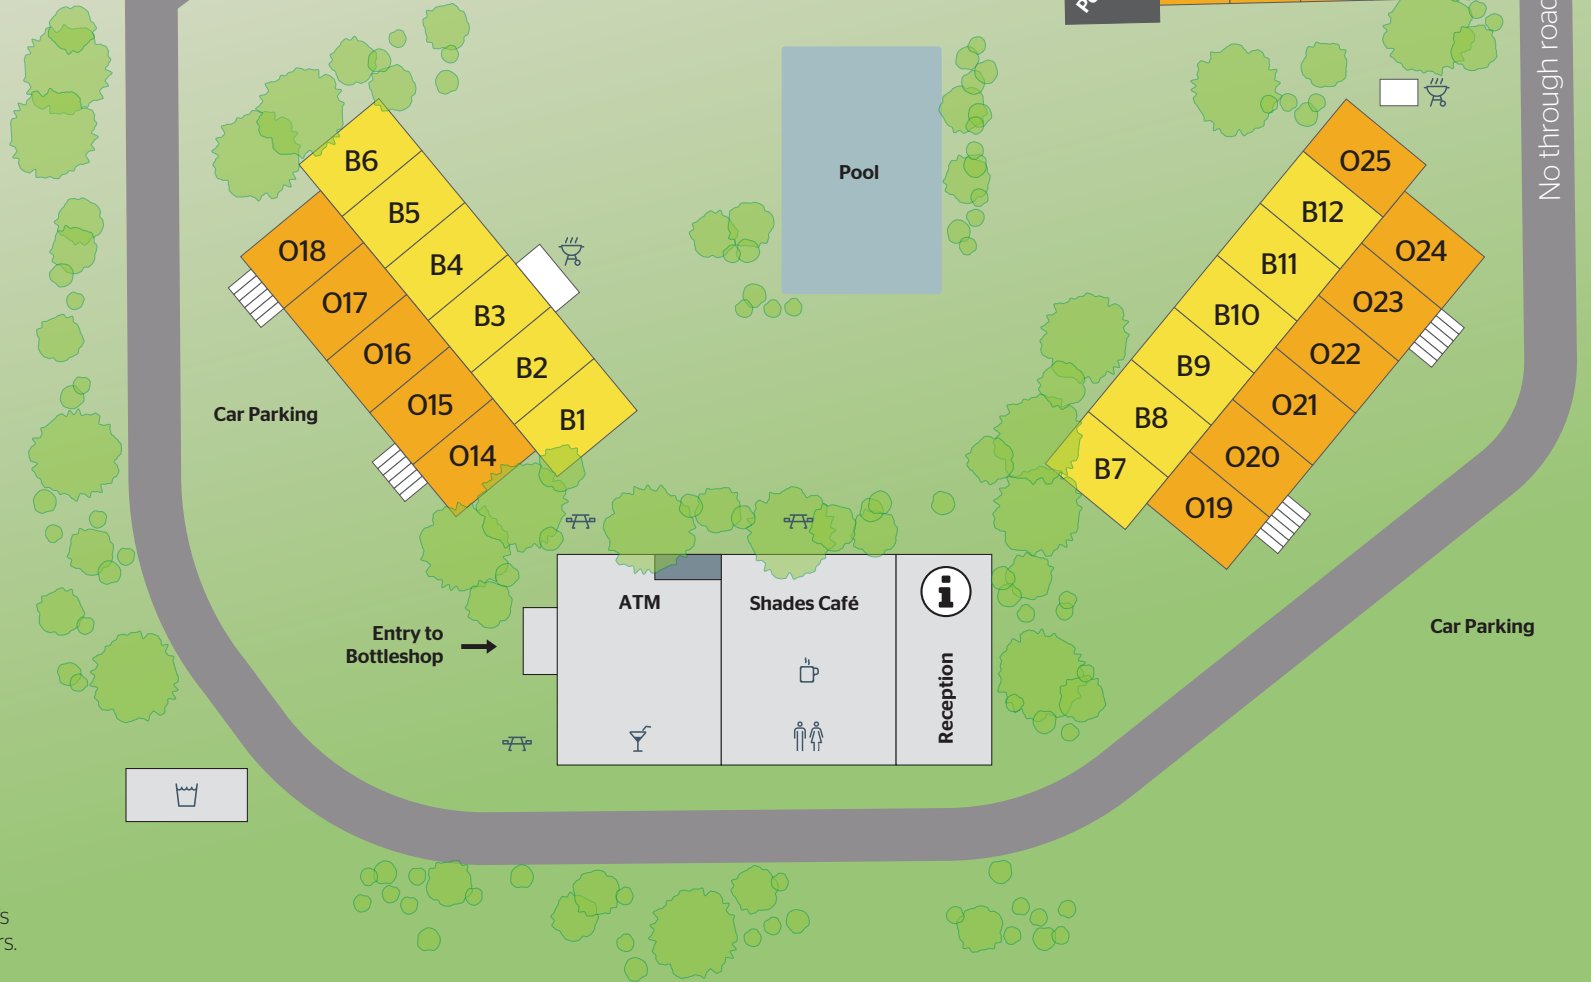 No through road
Pool
B6
B5
B4
B3
B2
B1
O18
O17
O16
O15
O14
Car Parking
O25
B12
B11
B10
B9
B8
B7
O24
O23
O22
O21
O20
O19
Car Parking
ATM
Shades Café
i
Reception
Entry to
Bottleshop
s
rs.